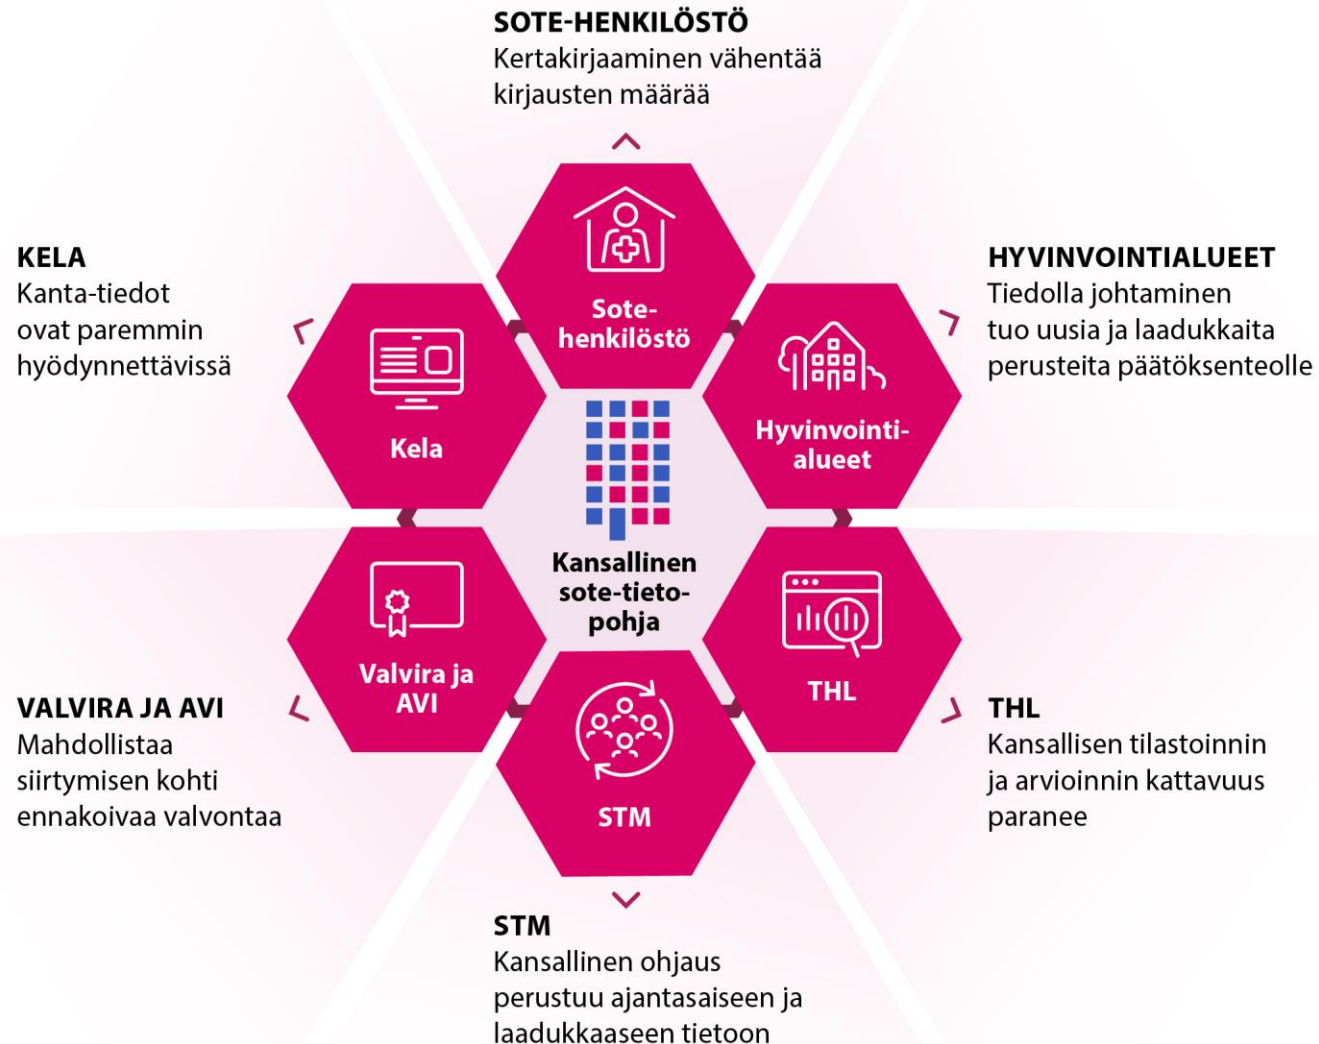 SOTE-HENKILÖSTÖ
Kertakirjaaminen vähentää
kirjausten määrää
KELA
Kanta-tiedot
ovat paremmin
hyödynnettävissä
HYVINVOINTIALUEET
Tiedolla johtaminen
tuo uusia ja laadukkaita
perusteita päätöksenteolle
Sote-
henkilöstö
Kela
Hyvinvointi-
alueet
Kansallinen
sote-tieto-
pohja
Valvira ja
AVI
THL
STM
VALVIRA JA AVI
Mahdollistaa
siirtymisen kohti
ennakoivaa valvontaa
THL
Kansallisen tilastoinnin
ja arvioinnin kattavuus
paranee
STM
Kansallinen ohjaus
perustuu ajantasaiseen ja
laadukkaaseen tietoon